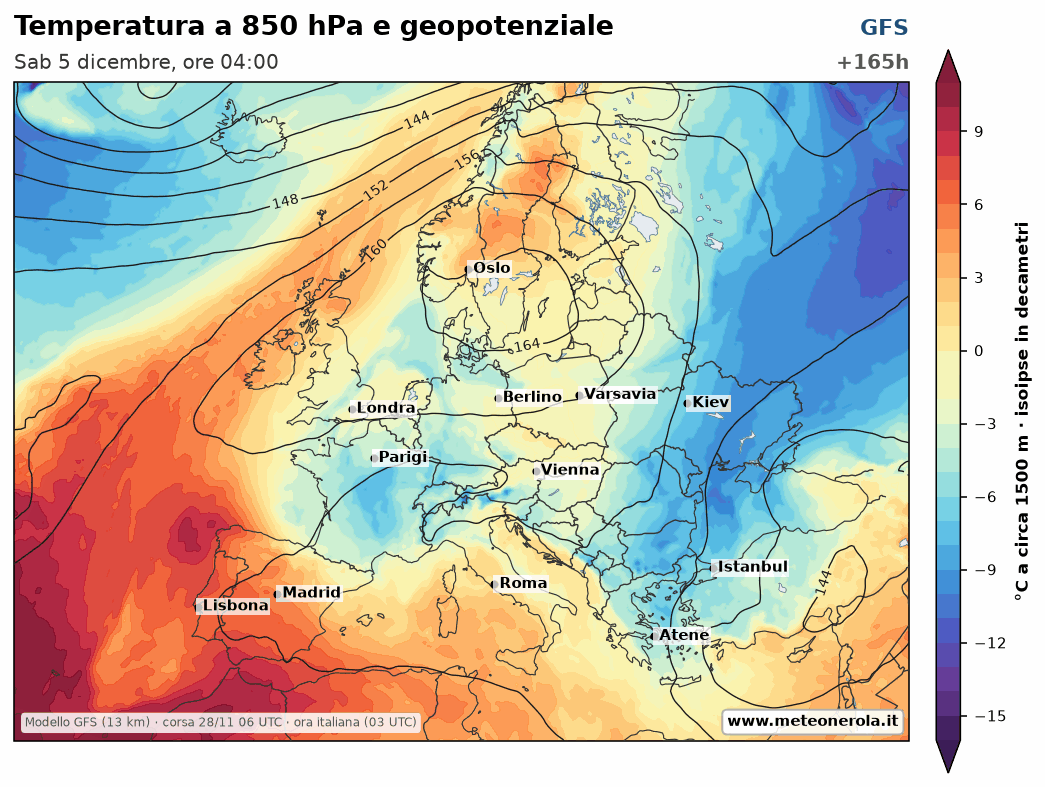 Temperatura a 850 hPa e geopotenziale
GFS
Sab 5 dicembre, ore 04:00
+165h
144
156
152
148
160
Oslo
164
Berlino
Varsavia
Kiev
Londra
Parigi
Vienna
Istanbul
Roma
Madrid
Lisbona
144
Atene
Modello GFS (13 km) · corsa 28/11 06 UTC · ora italiana (03 UTC)
B
www.meteonerola.it
9
6
3
0
−3
−6
−9
−12
−15
°C a circa 1500 m · isoipse in decametri